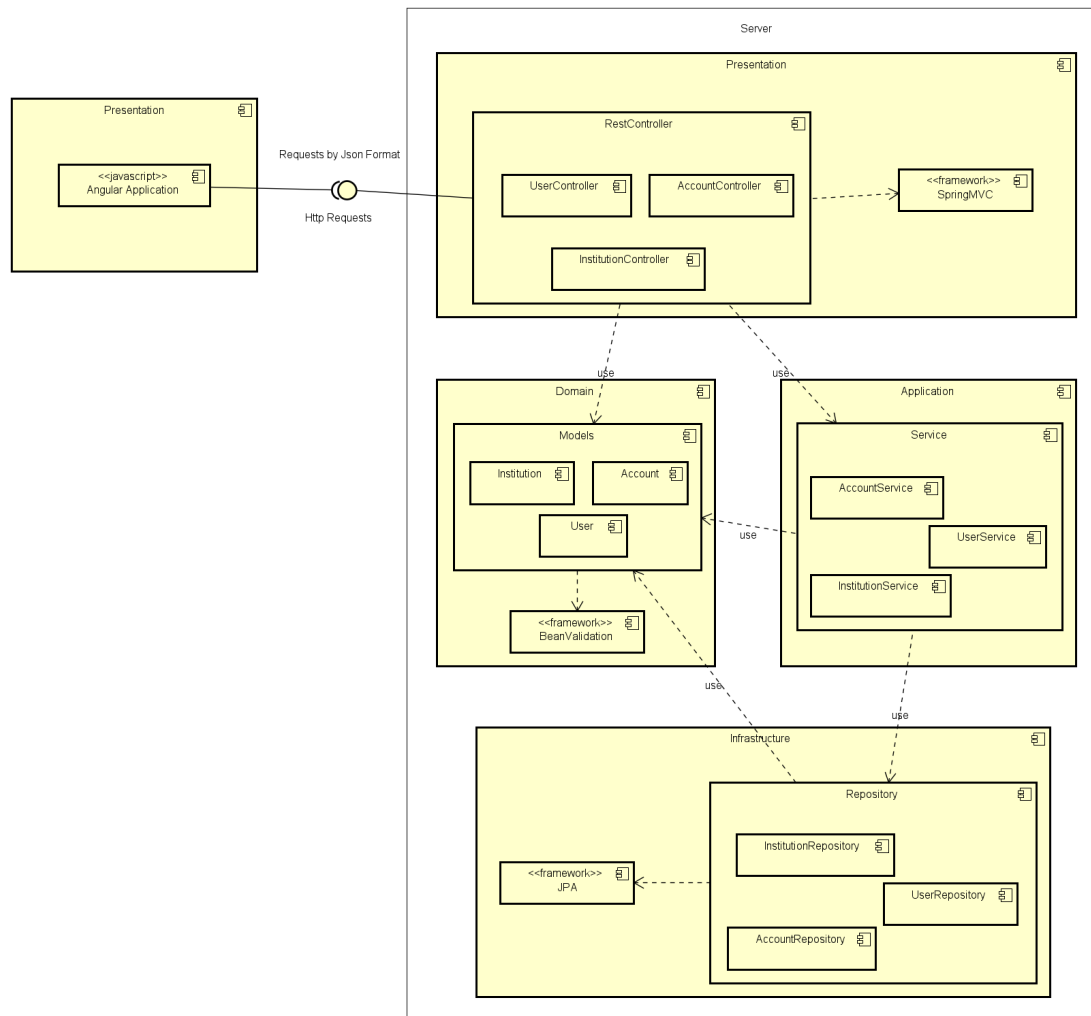 Server
Presentation
RestController
UserController
AccountController
<<framework>>
SpringMVC
InstitutionController
Presentation
<<javascript>>
Angular Application
Requests by Json Format
Http Requests
use
use
Domain
Models
Institution
Account
User
<<framework>>
BeanValidation
Application
Service
AccountService
UserService
InstitutionService
use
use
use
Infrastructure
Repository
InstitutionRepository
<<framework>>
JPA
UserRepository
AccountRepository